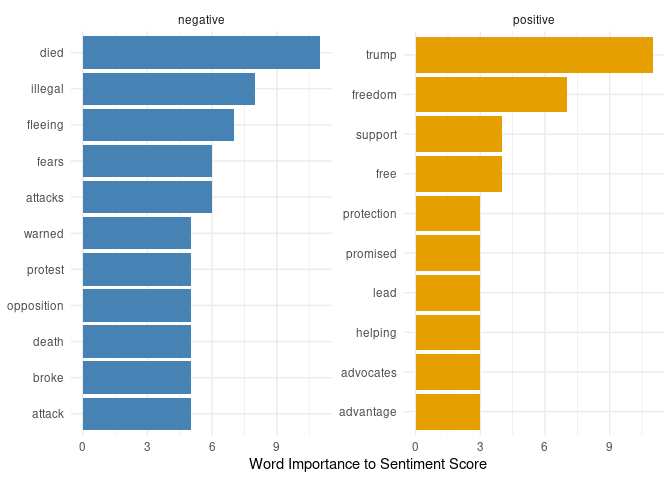 negative
died
illegal
fleeing
fears
attacks
warned
protest
opposition
death
broke
attack
0 3 6 9
positive
trump
freedom
support
free
protection
promised
lead
helping
advocates
advantage
0 3 6 9
Word Importance to Sentiment Score